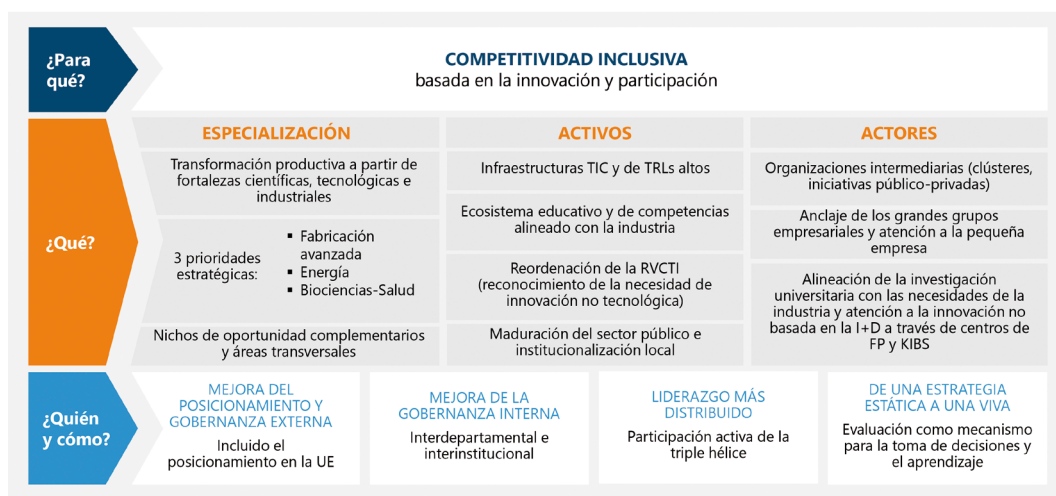 ¿Para
qué?
COMPETITIVIDAD INCLUSIVA
basada en la innovación y participación
¿Qué?
ESPECIALIZACIÓN
Transformación productiva a partir de
fortalezas científicas, tecnológicas e
industriales
3 prioridades
estratégicas:
▪ Fabricación
avanzada
▪ Energía
▪ Biociencias-Salud
Nichos de oportunidad complementarios
y áreas transversales
ACTIVOS
Infraestructuras TIC y de TRLs altos
Ecosistema educativo y de competencias
alineado con la industria
Reordenación de la RVCTI
(reconocimiento de la necesidad de
innovación no tecnológica)
Maduración del sector público e
institucionalización local
ACTORES
Organizaciones intermediarias (clústeres,
iniciativas público-privadas)
Anclaje de los grandes grupos
empresariales y atención a la pequeña
empresa
Alineación de la investigación
universitaria con las necesidades de la
industria y atención a la innovación no
basada en la I+D a través de centros de
FP y KIBS
¿Quién
y cómo?
MEJORA DEL
POSICIONAMIENTO Y
GOBERNANZA EXTERNA
Incluido el
posicionamiento en la UE
MEJORA DE LA
GOBERNANZA INTERNA
Interdepartamental e
interinstitucional
LIDERAZGO MÁS
DISTRIBUIDO
Participación activa de la
triple hélice
DE UNA ESTRATEGIA
ESTÁTICA A UNA VIVA
Evaluación como mecanismo
para la toma de decisiones y
el aprendizaje